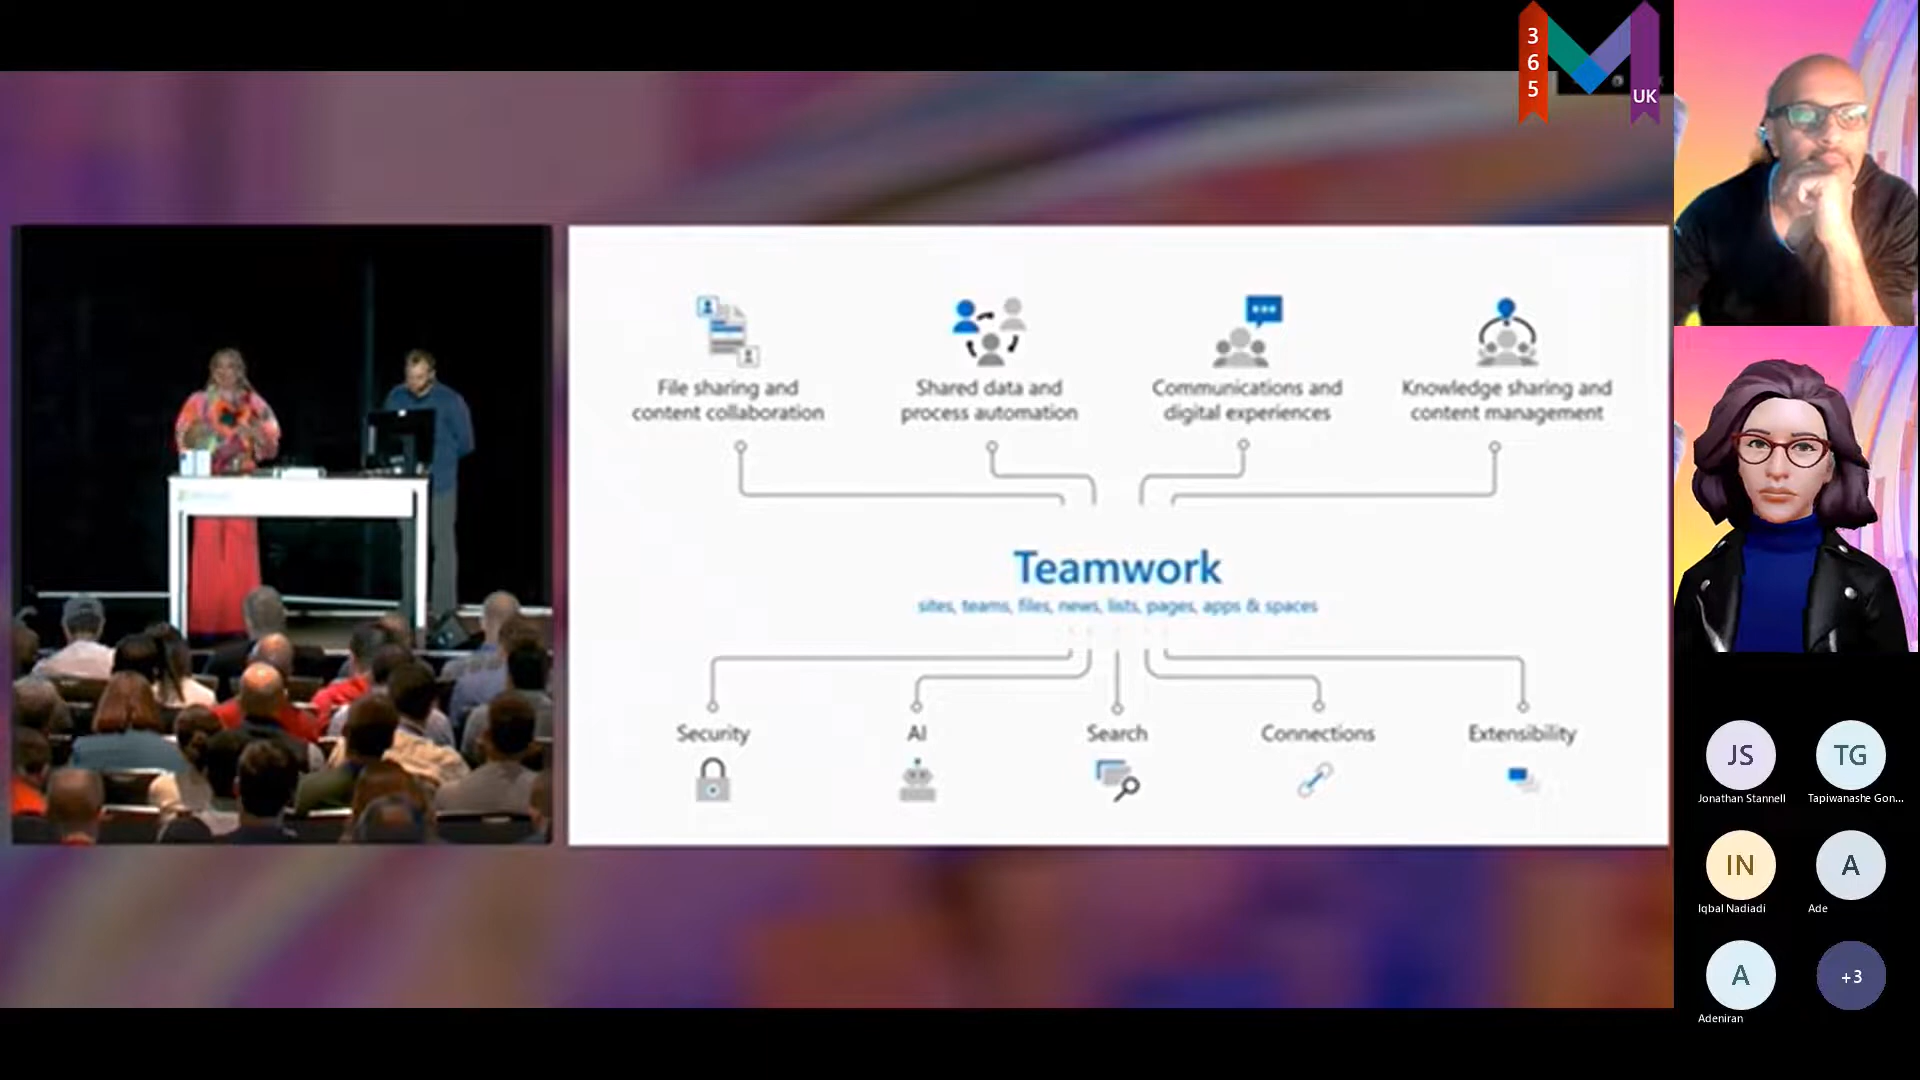 3
6
5
UK
File sharing and
content collaboration
Shared data and
process automation
Communications and
digital experiences
Knowledge sharing and
content management
Teamwork
sites, teams, files, news, lists, pages, apps & spaces
Security
AI
Search
Connections
Extensibility
JS
Jonathan Stannell
TG
Tapiwanashe Gon...
IN
Iqbal Nadiadi
A
Ade
A
Adeniran
+3